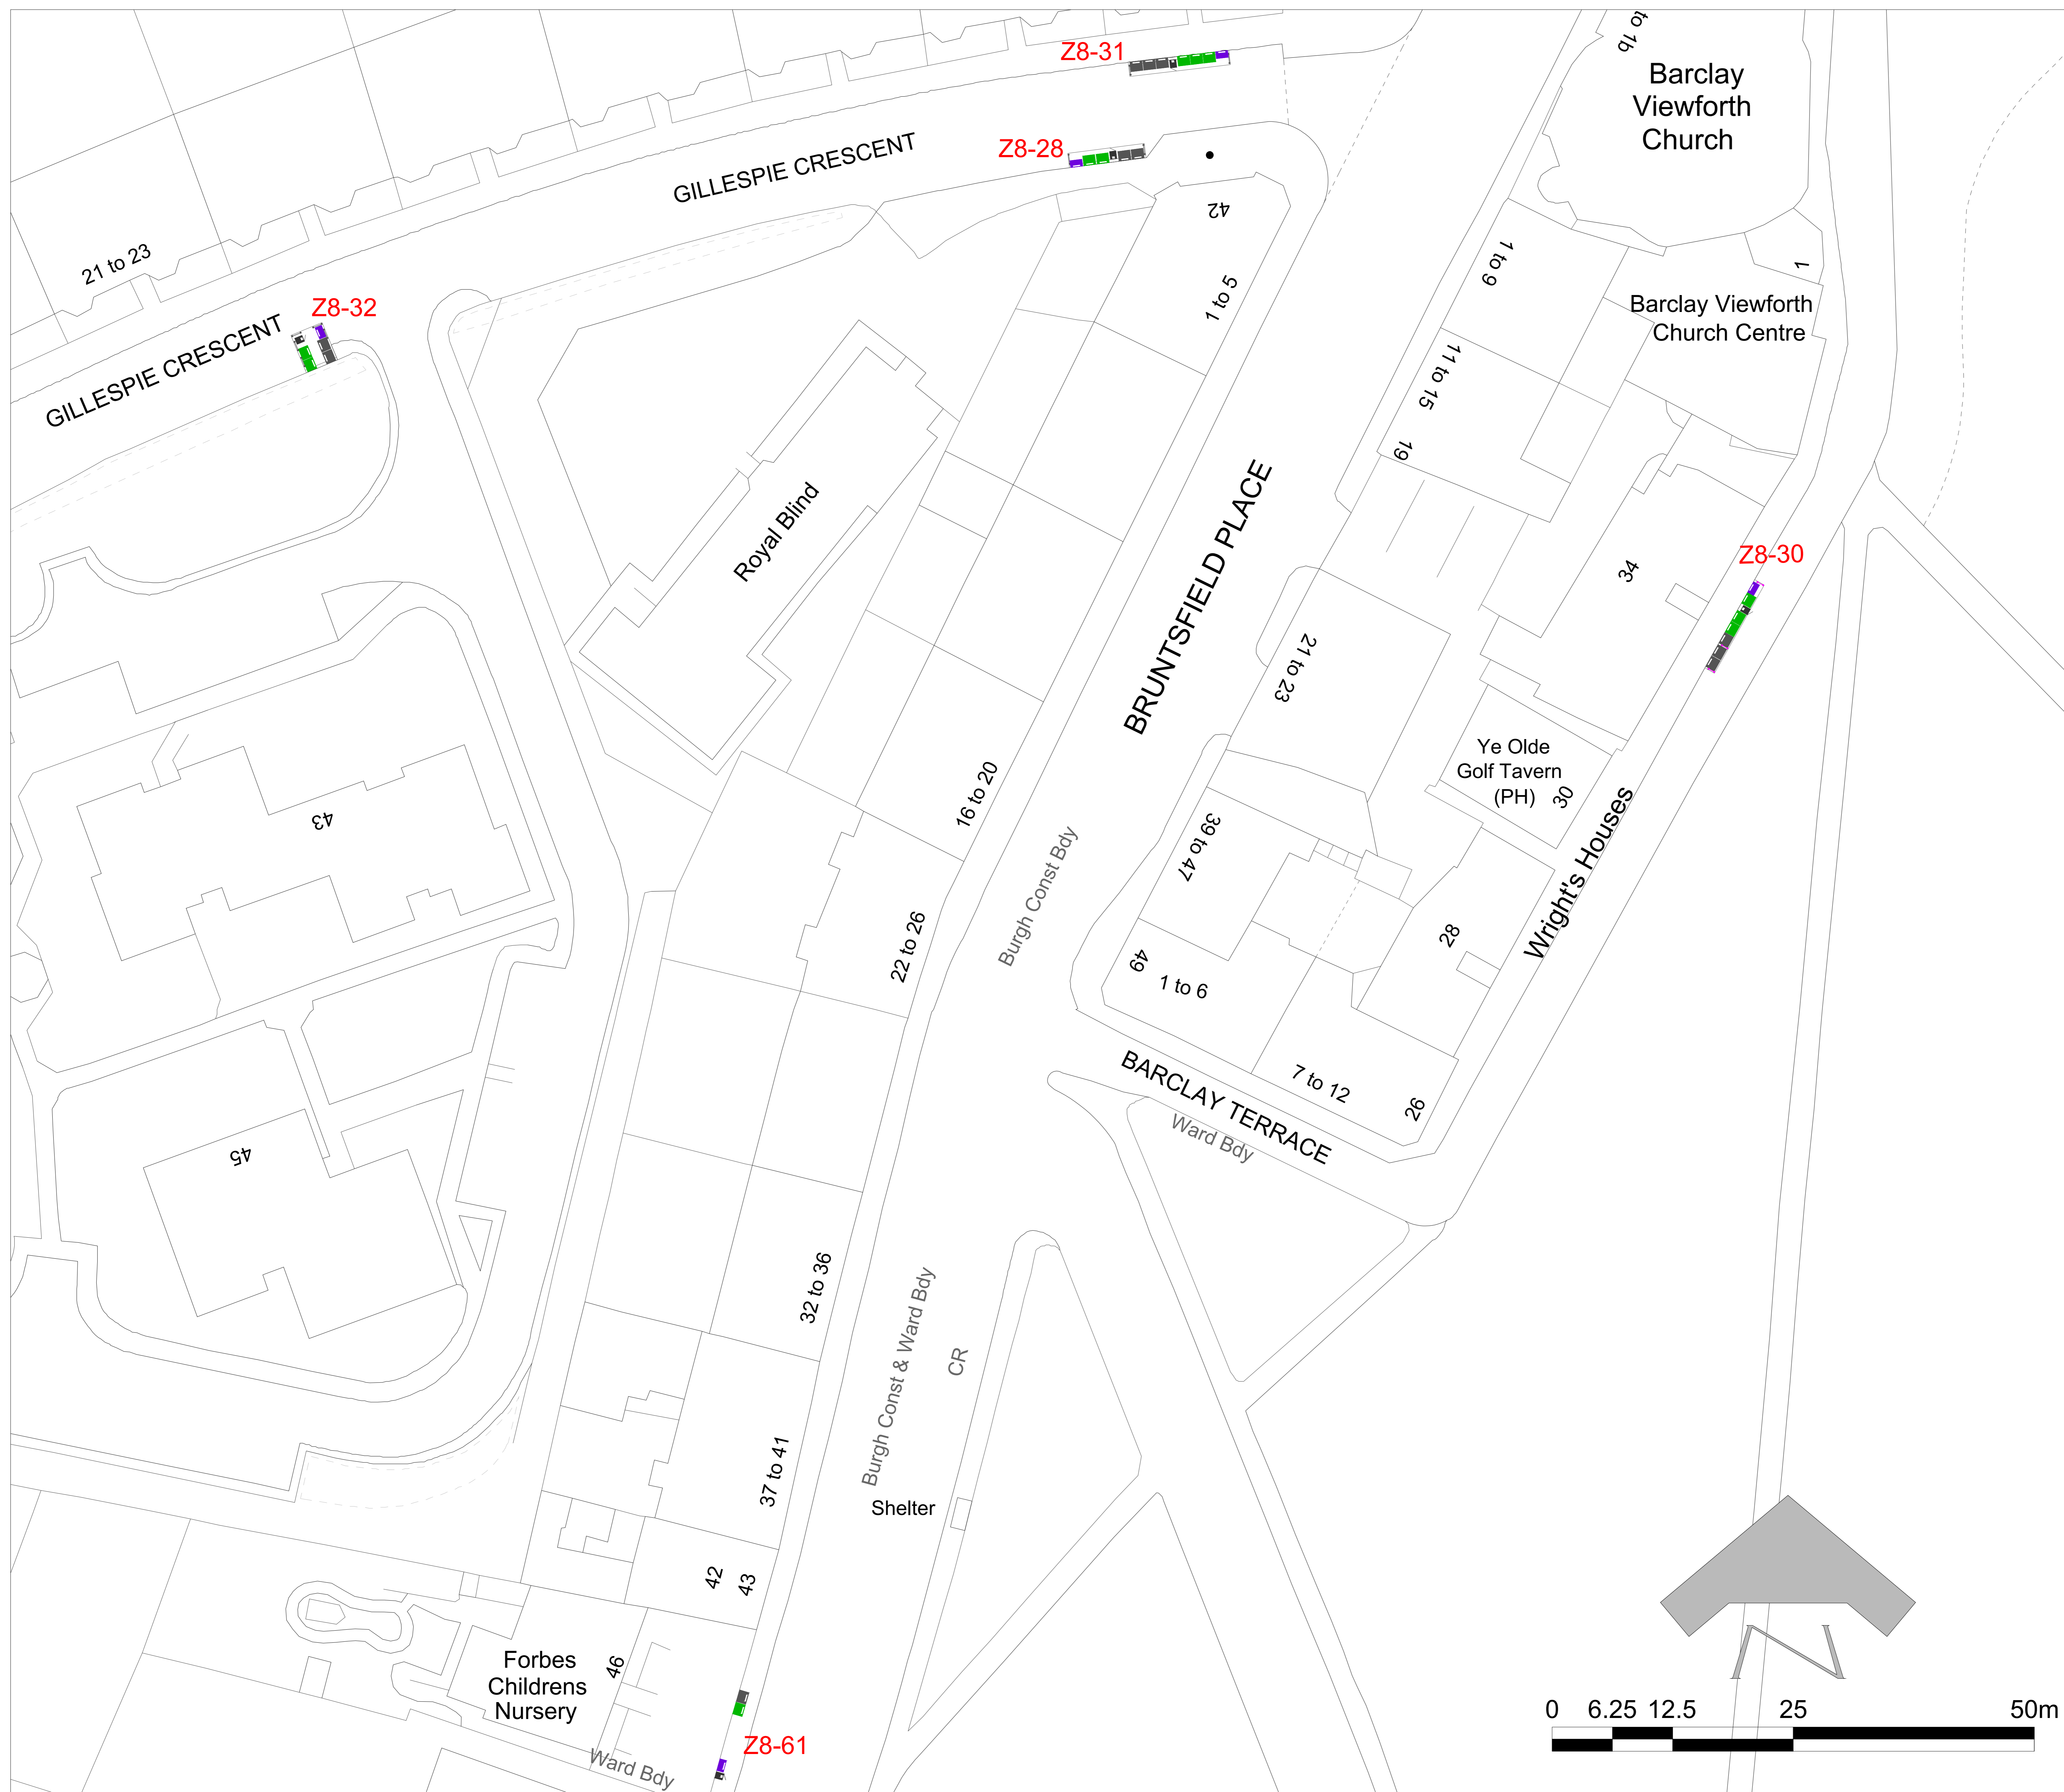 to 1b
Z8-31
Barclay
Viewforth
Church
Z8-28
GILLESPIE CRESCENT
42
21 to 23
1 to 9
1
Z8-32
1 to 5
Barclay Viewforth
Church Centre
GILLESPIE CRESCENT
11 to 15
19
Royal Blind
BRUNTSFIELD PLACE
Z8-30
34
21 to 23
Ye Olde
Golf Tavern
(PH)
30
16 to 20
43
39 to 47
Burgh Const Bdy
Wright's Houses
22 to 26
28
49
1 to 6
BARCLAY TERRACE
7 to 12
26
Ward Bdy
45
32 to 36
Burgh Const & Ward Bdy
CR
37 to 41
Shelter
42
43
Forbes
Childrens
Nursery
46
Z8-61
Ward Bdy
N
0 6.25 12.5 25 50m